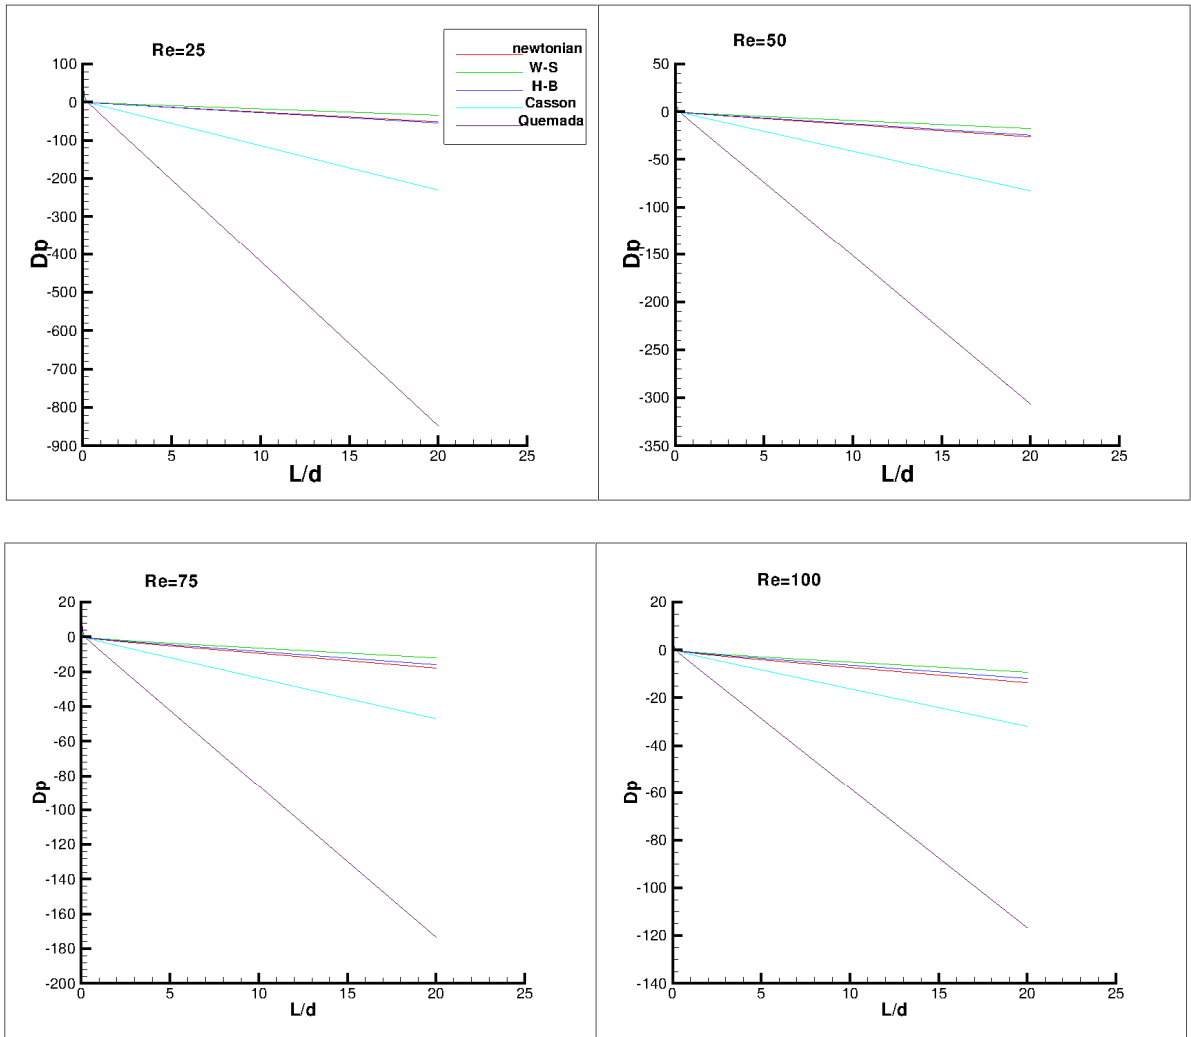 Re=25
newtonian
W-S
H-B
Casson
Quemada
100
0
-100
-200
-300
-400
-500
-600
-700
-800
-900
Dp
0 5 10 15 20 25
L/d
Re=50
50
0
-50
-100
-150
-200
-250
-300
-350
Dp
0 5 10 15 20 25
L/d
Re=75
20
0
-20
-40
-60
-80
-100
-120
-140
-160
-180
-200
Dp
0 5 10 15 20 25
L/d
Re=100
20
0
-20
-40
-60
-80
-100
-120
-140
Dp
0 5 10 15 20 25
L/d